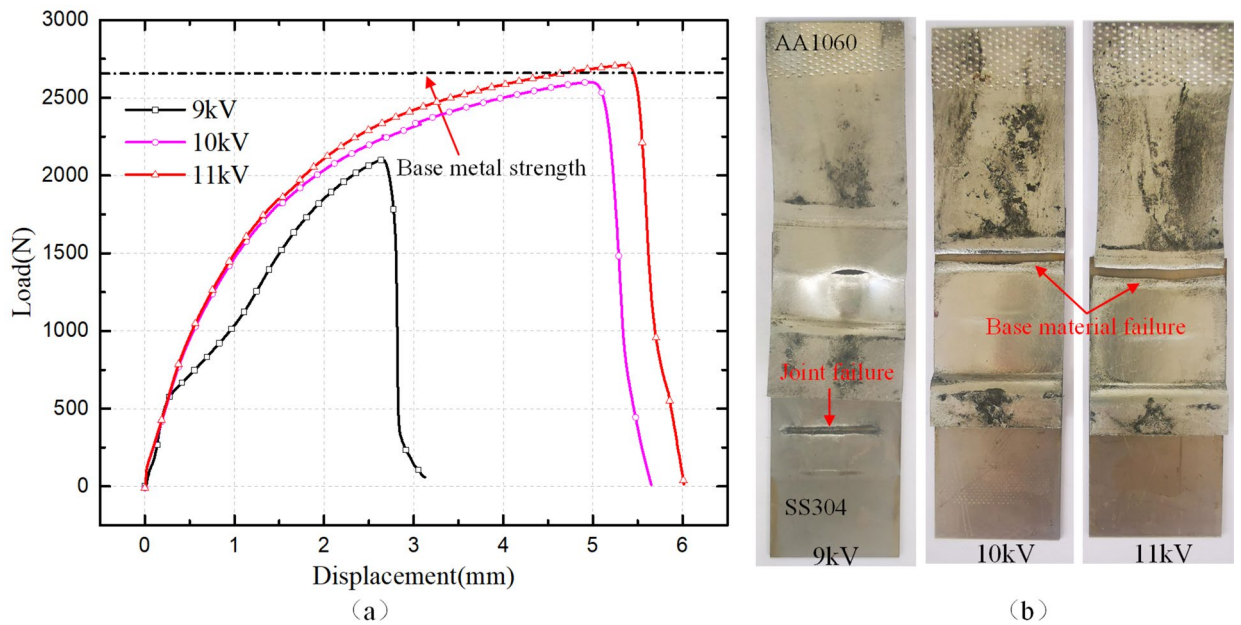 3000
2500
2000
1500
1000
500
0
Load(N)
9kV
10kV
11kV
Base metal strength
0 1 2 3 4 5 6
Displacement(mm)
（a）
AA1060
Joint failure
SS304
9kV
Base material failure
10kV
11kV
（b）